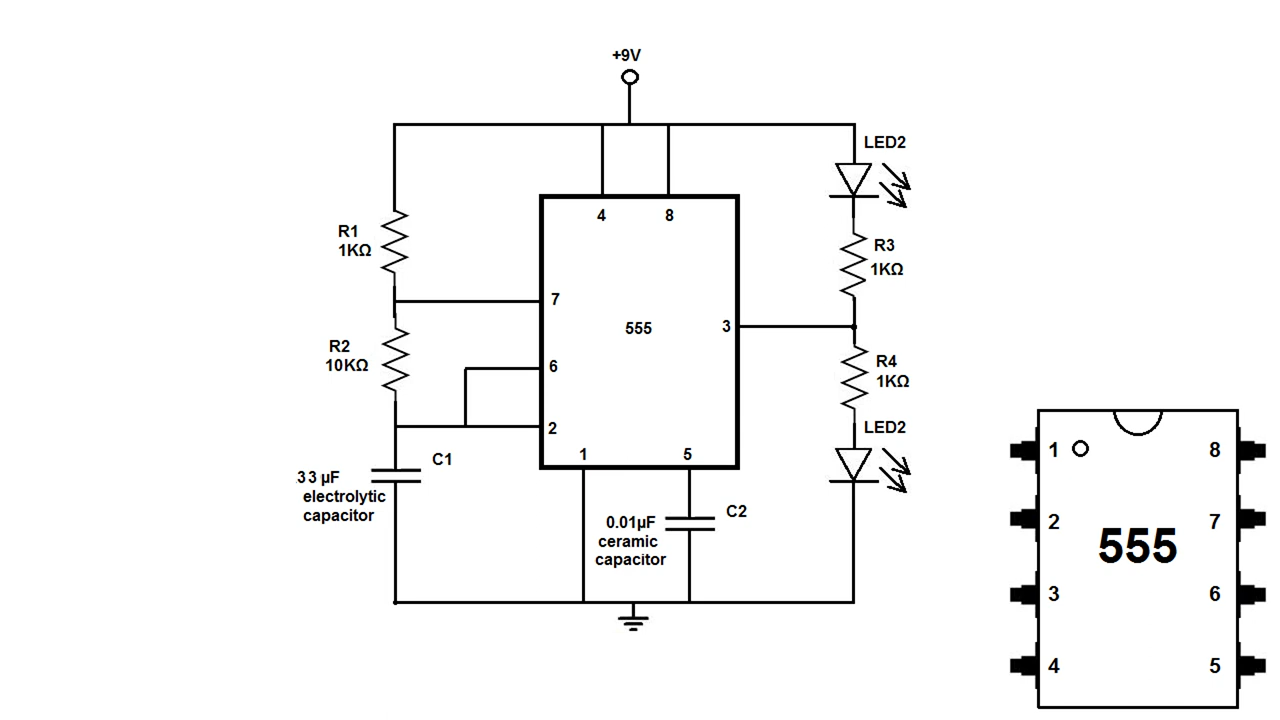 +9V
LED2
4
8
R1
1KΩ
R3
1KΩ
7
555
3
R2
10KΩ
6
R4
1KΩ
2
LED2
1
5
C1
33 µF
electrolytic
capacitor
C2
0.01µF
ceramic
capacitor
1
8
2
7
555
3
6
4
5